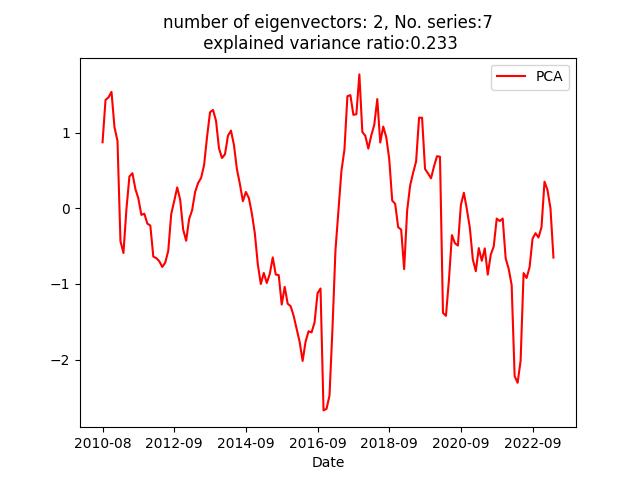 number of eigenvectors: 2, No. series:7
explained variance ratio:0.233
PCA
1
0
−1
−2
2010-08 2012-09 2014-09 2016-09 2018-09 2020-09 2022-09
Date